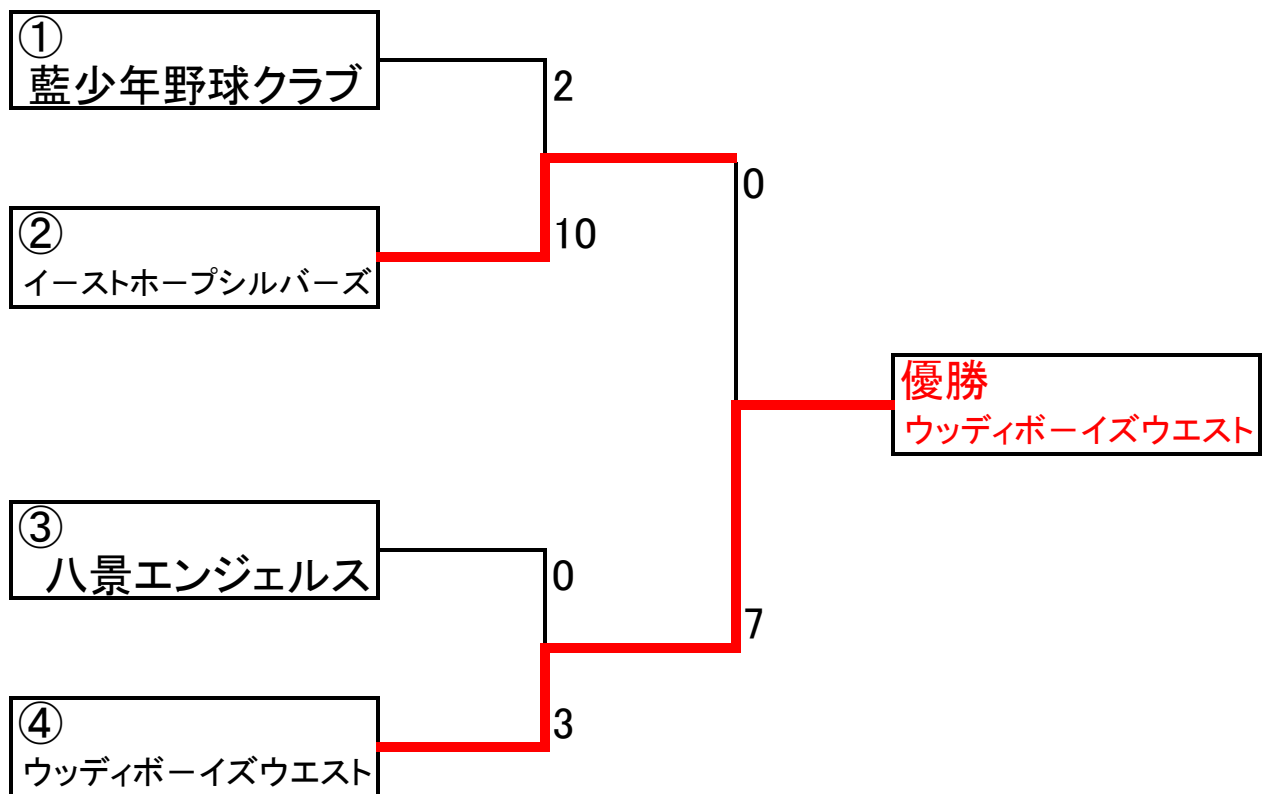 ①
藍少年野球クラブ
2
②
イーストホープシルバーズ
10
0
優勝
ウッディボーイズウエスト
③
八景エンジェルス
0
7
④
ウッディボーイズウエスト
3